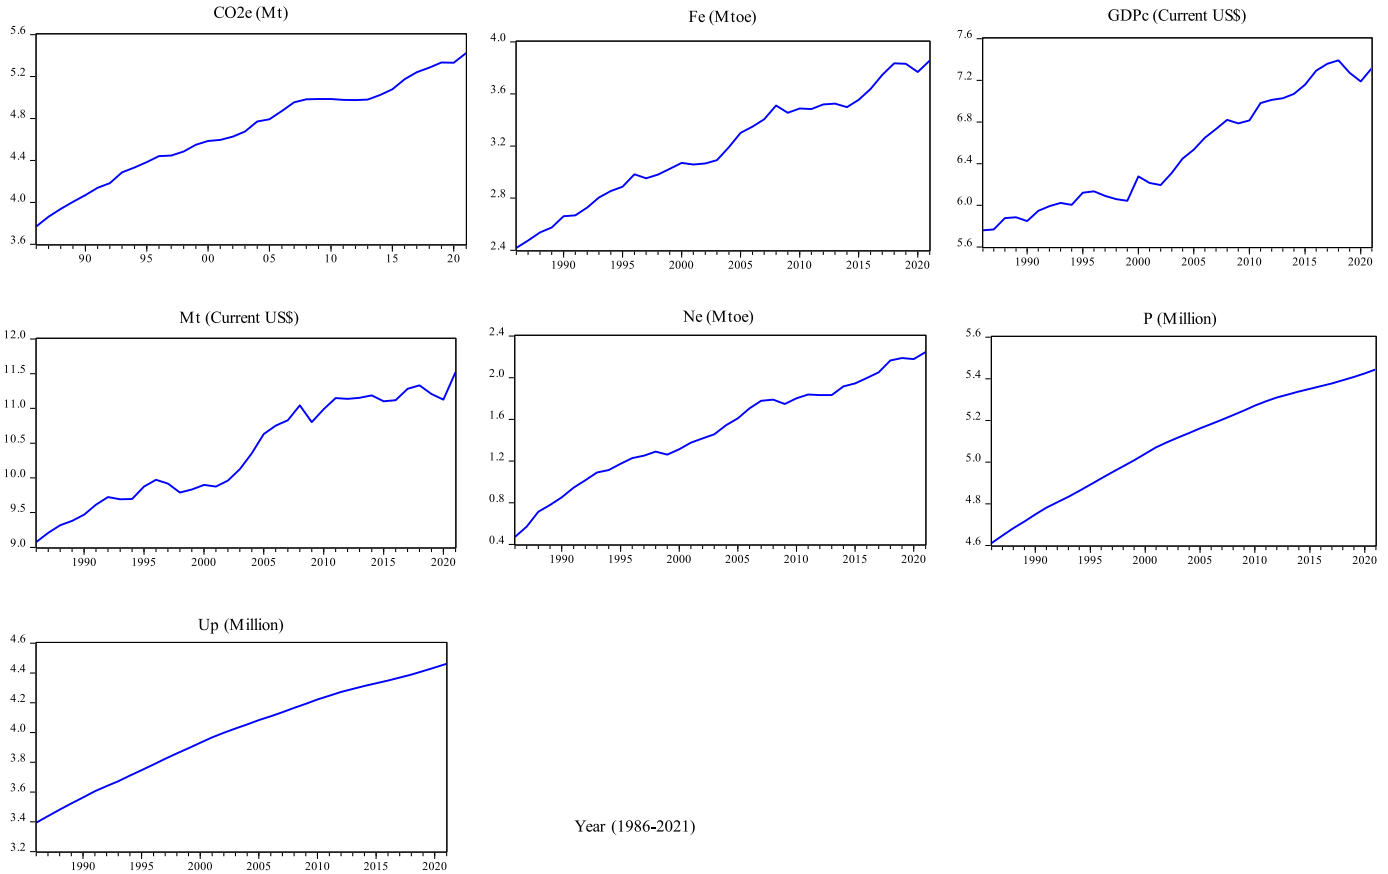 CO2e (Mt)
5.6
5.2
4.8
4.4
4.0
3.6
90 95 00 05 10 15 20
Fe (Mtoe)
4.0
3.6
3.2
2.8
2.4
1990 1995 2000 2005 2010 2015 2020
GDPc (Current US$)
7.6
7.2
6.8
6.4
6.0
5.6
1990 1995 2000 2005 2010 2015 2020
Mt (Current US$)
12.0
11.5
11.0
10.5
10.0
9.5
9.0
1990 1995 2000 2005 2010 2015 2020
Ne (Mtoe)
2.4
2.0
1.6
1.2
0.8
0.4
1990 1995 2000 2005 2010 2015 2020
P (Million)
5.6
5.4
5.2
5.0
4.8
4.6
1990 1995 2000 2005 2010 2015 2020
Up (Million)
4.6
4.4
4.2
4.0
3.8
3.6
3.4
3.2
1990 1995 2000 2005 2010 2015 2020
Year (1986-2021)